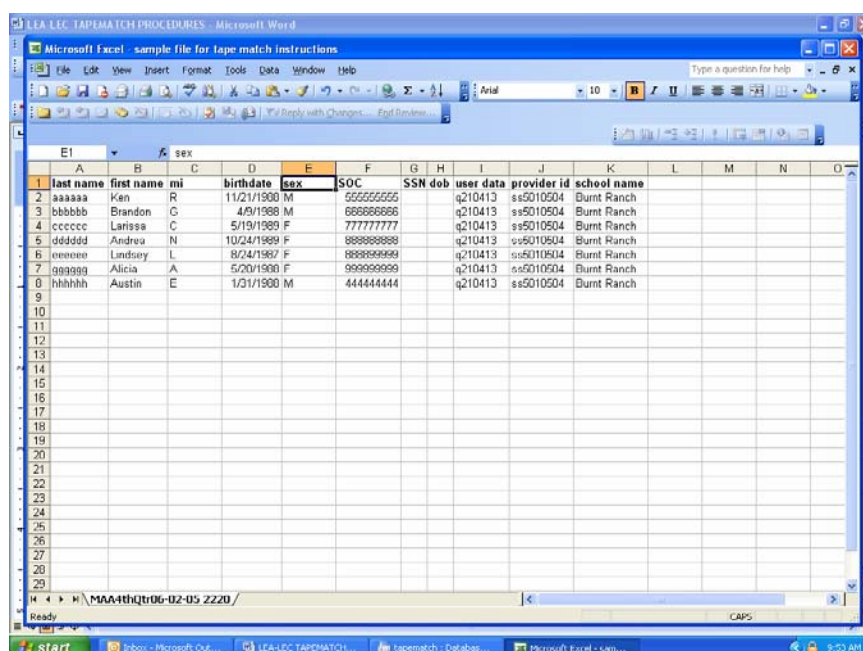 LEA LEC TAPEMATCH PROCEDURES - Microsoft Word
Microsoft Excel - sample file for tape match instructions
File Edit View Insert Format Tools Data Window Help Type a question for help
Arial 10 B I U
Reply with Changes... End Review...
E1 fx sex
A B C D E F G H I J K L M N O
1 last name first name mi birthdate sex SOC SSN dob user data provider id school name
2 aaaaaa Ken R 11/21/1988 M 555555555 q210413 ss5010504 Burnt Ranch
3 bbbbbb Brandon G 4/9/1988 M 666666666 q210413 ss5010504 Burnt Ranch
4 cccccc Larissa C 5/19/1989 F 777777777 q210413 ss5010504 Burnt Ranch
5 dddddd Andrea N 10/24/1989 F 888888888 q210413 ss5010504 Burnt Ranch
6 eeeeee Lindsey L 8/24/1987 F 888899999 q210413 ss5010504 Burnt Ranch
7 gggggg Alicia A 5/20/1988 F 999999999 q210413 ss5010504 Burnt Ranch
8 hhhhhh Austin E 1/31/1988 M 444444444 q210413 ss5010504 Burnt Ranch
9
10
11
12
13
14
15
16
17
18
19
20
21
22
23
24
25
26
27
28
29
MAA4thQtr06-02-05 2220
Ready CAPS
start Inbox - Microsoft Out... LEA-LEC TAPEMATCH... tapematch : Databas... Microsoft Excel - sam... 9:53 AM